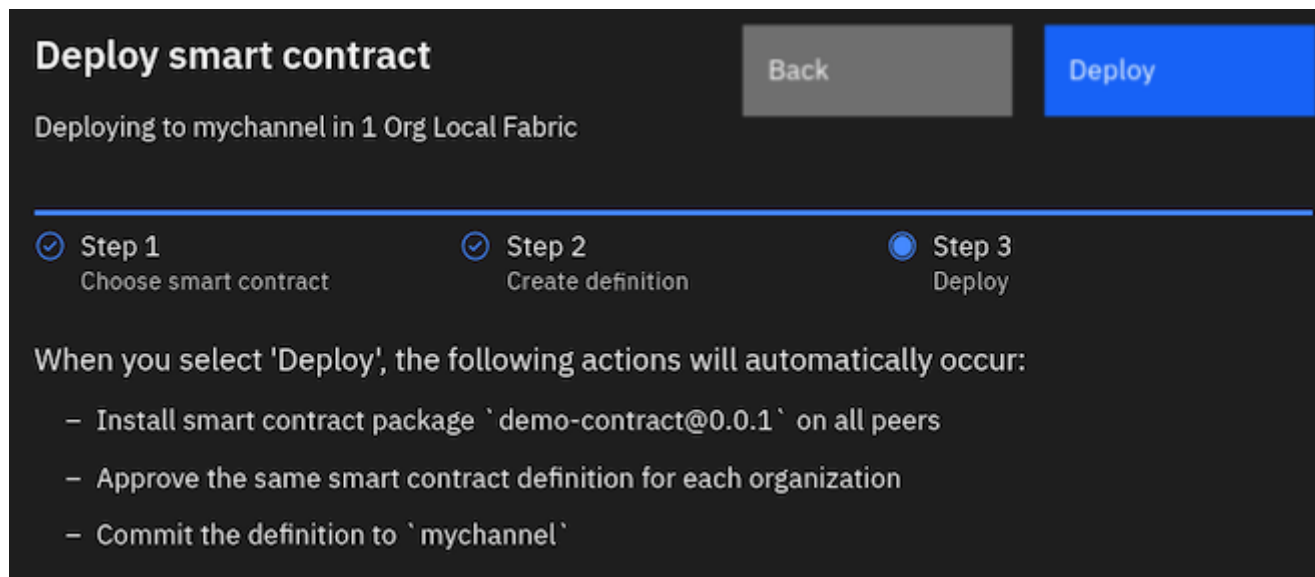 Deploy smart contract
Back
Deploy
Deploying to mychannel in 1 Org Local Fabric
Step 1
Choose smart contract
Step 2
Create definition
Step 3
Deploy
When you select 'Deploy', the following actions will automatically occur:
– Install smart contract package `demo-contract@0.0.1` on all peers
– Approve the same smart contract definition for each organization
– Commit the definition to `mychannel`